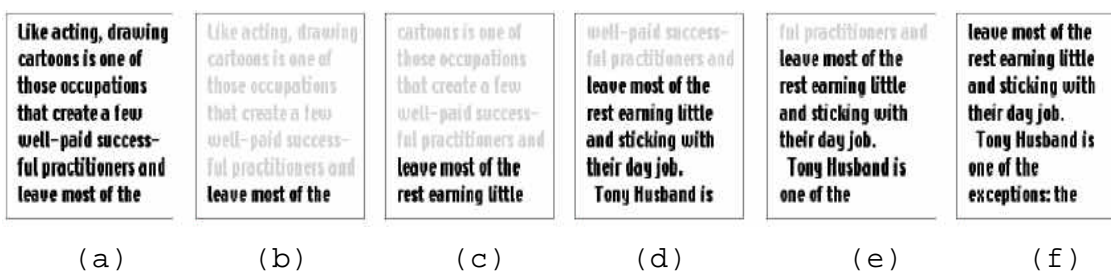 Like acting, drawing
cartoons is one of
those occupations
that create a few
well-paid success-
ful practitioners and
leave most of the
Like acting, drawing
cartoons is one of
those occupations
that create a few
well-paid success-
ful practitioners and
leave most of the
cartoons is one of
those occupations
that create a few
well-paid success-
ful practitioners and
leave most of the
rest earning little
well-paid success-
ful practitioners and
leave most of the
rest earning little
and sticking with
their day job.
Tony Husband is
ful practitioners and
leave most of the
rest earning little
and sticking with
their day job.
Tony Husband is
one of the
leave most of the
rest earning little
and sticking with
their day job.
Tony Husband is
one of the
exceptions: the
(a) (b) (c) (d) (e) (f)